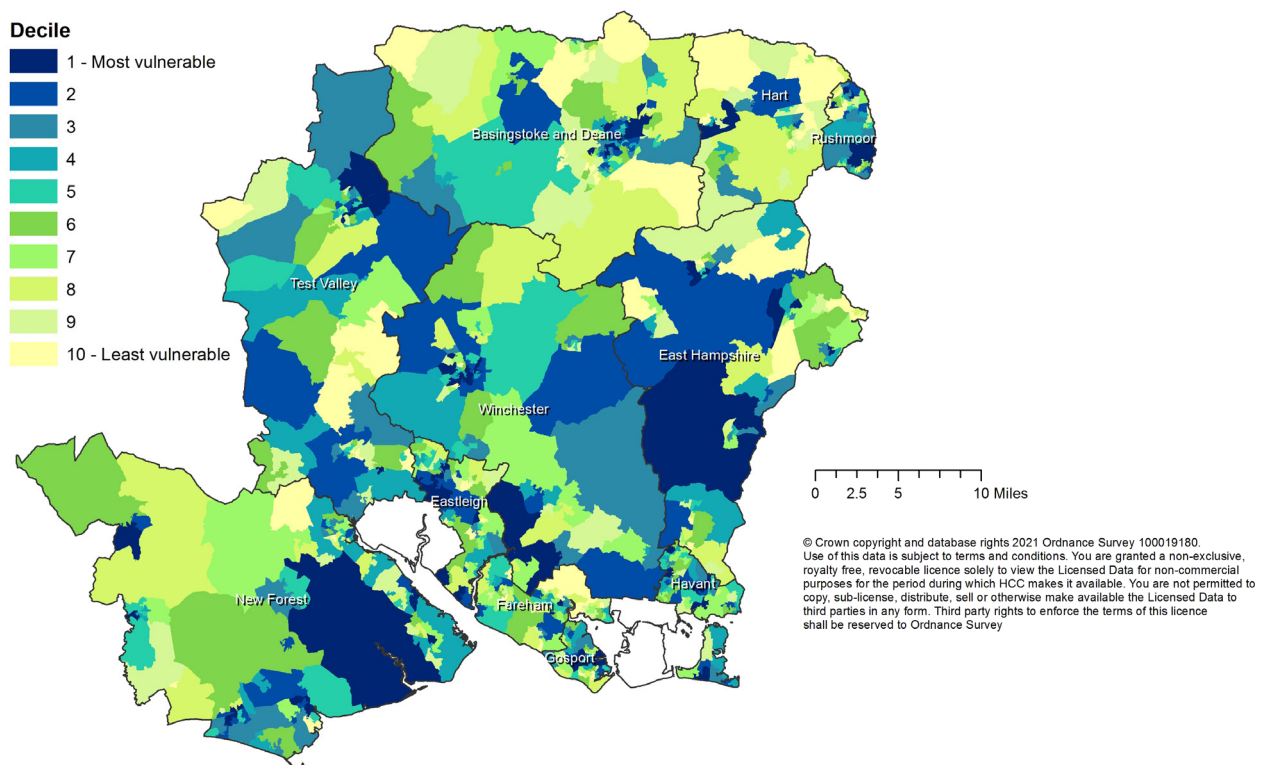 Decile
1 - Most vulnerable
2
3
4
5
6
7
8
9
10 - Least vulnerable
Hart
Basingstoke and Deane
Rushmoor
Test Valley
East Hampshire
Winchester
Eastleigh
Havant
New Forest
Fareham
Gosport
0 2.5 5 10 Miles
© Crown copyright and database rights 2021 Ordnance Survey 100019180.
Use of this data is subject to terms and conditions. You are granted a non-exclusive,
royalty free, revocable licence solely to view the Licensed Data for non-commercial
purposes for the period during which HCC makes it available. You are not permitted to
copy, sub-license, distribute, sell or otherwise make available the Licensed Data to
third parties in any form. Third party rights to enforce the terms of this licence
shall be reserved to Ordnance Survey